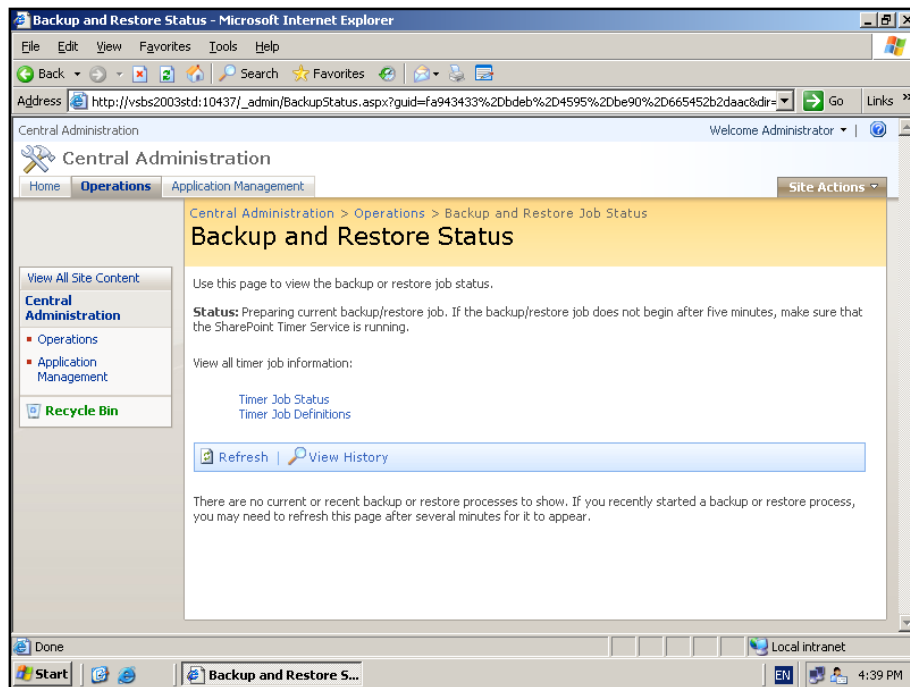 Backup and Restore Status - Microsoft Internet Explorer
File Edit View Favorites Tools Help
Back Search Favorites
Address http://vsbs2003std:10437/_admin/BackupStatus.aspx?guid=fa943433%2Dbdeb%2D4595%2Dbe90%2D665452b2daac&dir= Go Links »
Central Administration Welcome Administrator |
Central Administration
Home Operations Application Management Site Actions
Central Administration > Operations > Backup and Restore Job Status
Backup and Restore Status
View All Site Content
Central
Administration
Operations
Application
Management
Recycle Bin
Use this page to view the backup or restore job status.
Status: Preparing current backup/restore job. If the backup/restore job does not begin after five minutes, make sure that
the SharePoint Timer Service is running.
View all timer job information:
Timer Job Status
Timer Job Definitions
Refresh | View History
There are no current or recent backup or restore processes to show. If you recently started a backup or restore process,
you may need to refresh this page after several minutes for it to appear.
Done Local intranet
Start Backup and Restore S... EN 4:39 PM